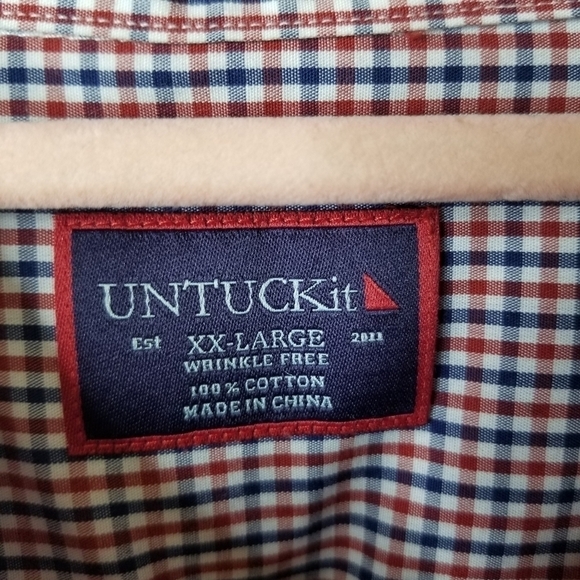 UNTUCKit
Est XX-LARGE 2011
WRINKLE FREE
100% COTTON
MADE IN CHINA